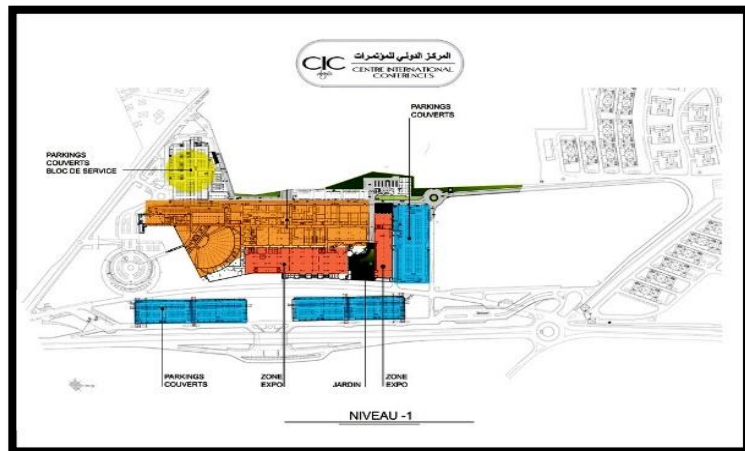 المركز الدولي للمؤتمرات
CIC
CENTRE INTERNATIONAL
CONFERENCES
PARKINGS
COUVERTS
PARKINGS
COUVERTS
BLOC DE SERVICE
PARKINGS
COUVERTS
ZONE
EXPO
JARDIN
ZONE
EXPO
NIVEAU -1